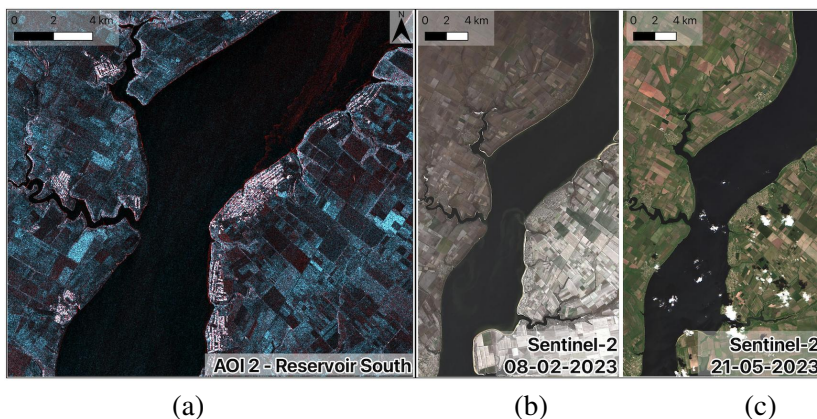 0 2 4 km
N
AOI 2 - Reservoir South
0 2 4 km
Sentinel-2
08-02-2023
0 2 4 km
Sentinel-2
21-05-2023
(a) (b) (c)